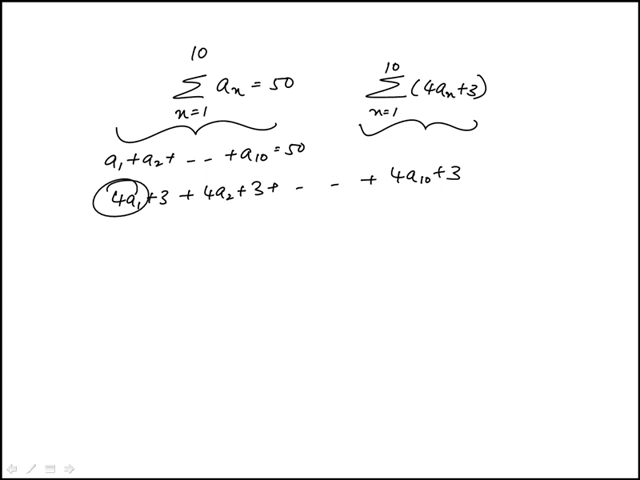 10 10
∑ aₙ = 50 ∑ (4aₙ+3)
n=1 n=1
a₁+a₂+ -- +a₁₀=50
4a₁+3 + 4a₂+3+ - - + 4a₁₀+3